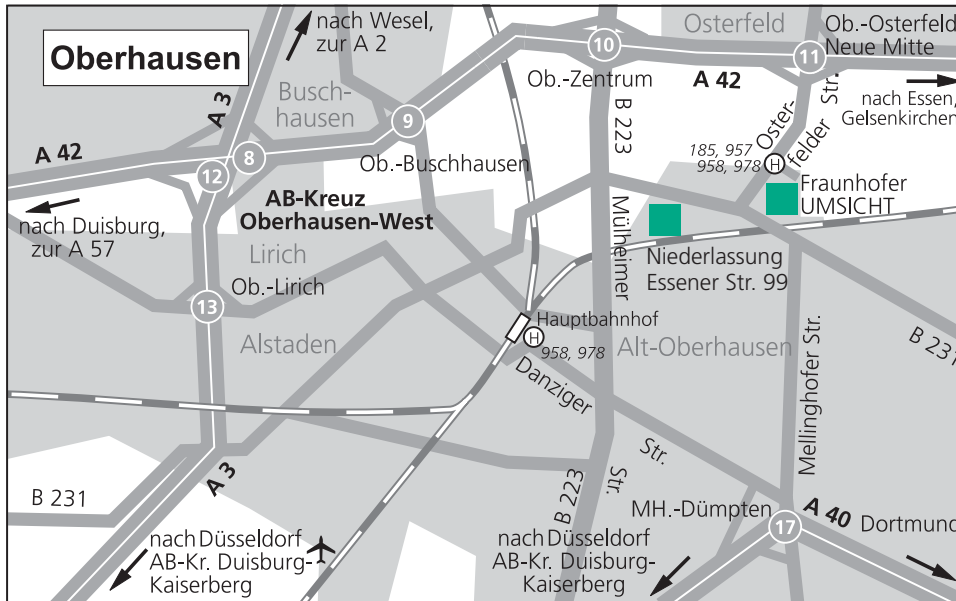 Oberhausen
nach Wesel,
zur A 2
Osterfeld
Ob.-Osterfeld
Neue Mitte
10
11
Ob.-Zentrum
A 42
nach Essen,
Gelsenkirchen
A 3
Busch-
hausen
9
B 223
Oster-
felder Str.
185, 957
958, 978
H
A 42
8
12
Ob.-Buschhausen
Fraunhofer
UMSICHT
AB-Kreuz
Oberhausen-West
nach Duisburg,
zur A 57
Lirich
Mülheimer
Niederlassung
Essener Str. 99
Ob.-Lirich
13
Hauptbahnhof
H
958, 978
Alstaden
Alt-Oberhausen
B 231
Danziger
Str.
Mellinghofer Str.
A 3
B 231
B 223
Str.
MH.-Dümpten
17
A 40
Dortmund
nach Düsseldorf
AB-Kr. Duisburg-
Kaiserberg
nach Düsseldorf
AB-Kr. Duisburg-
Kaiserberg